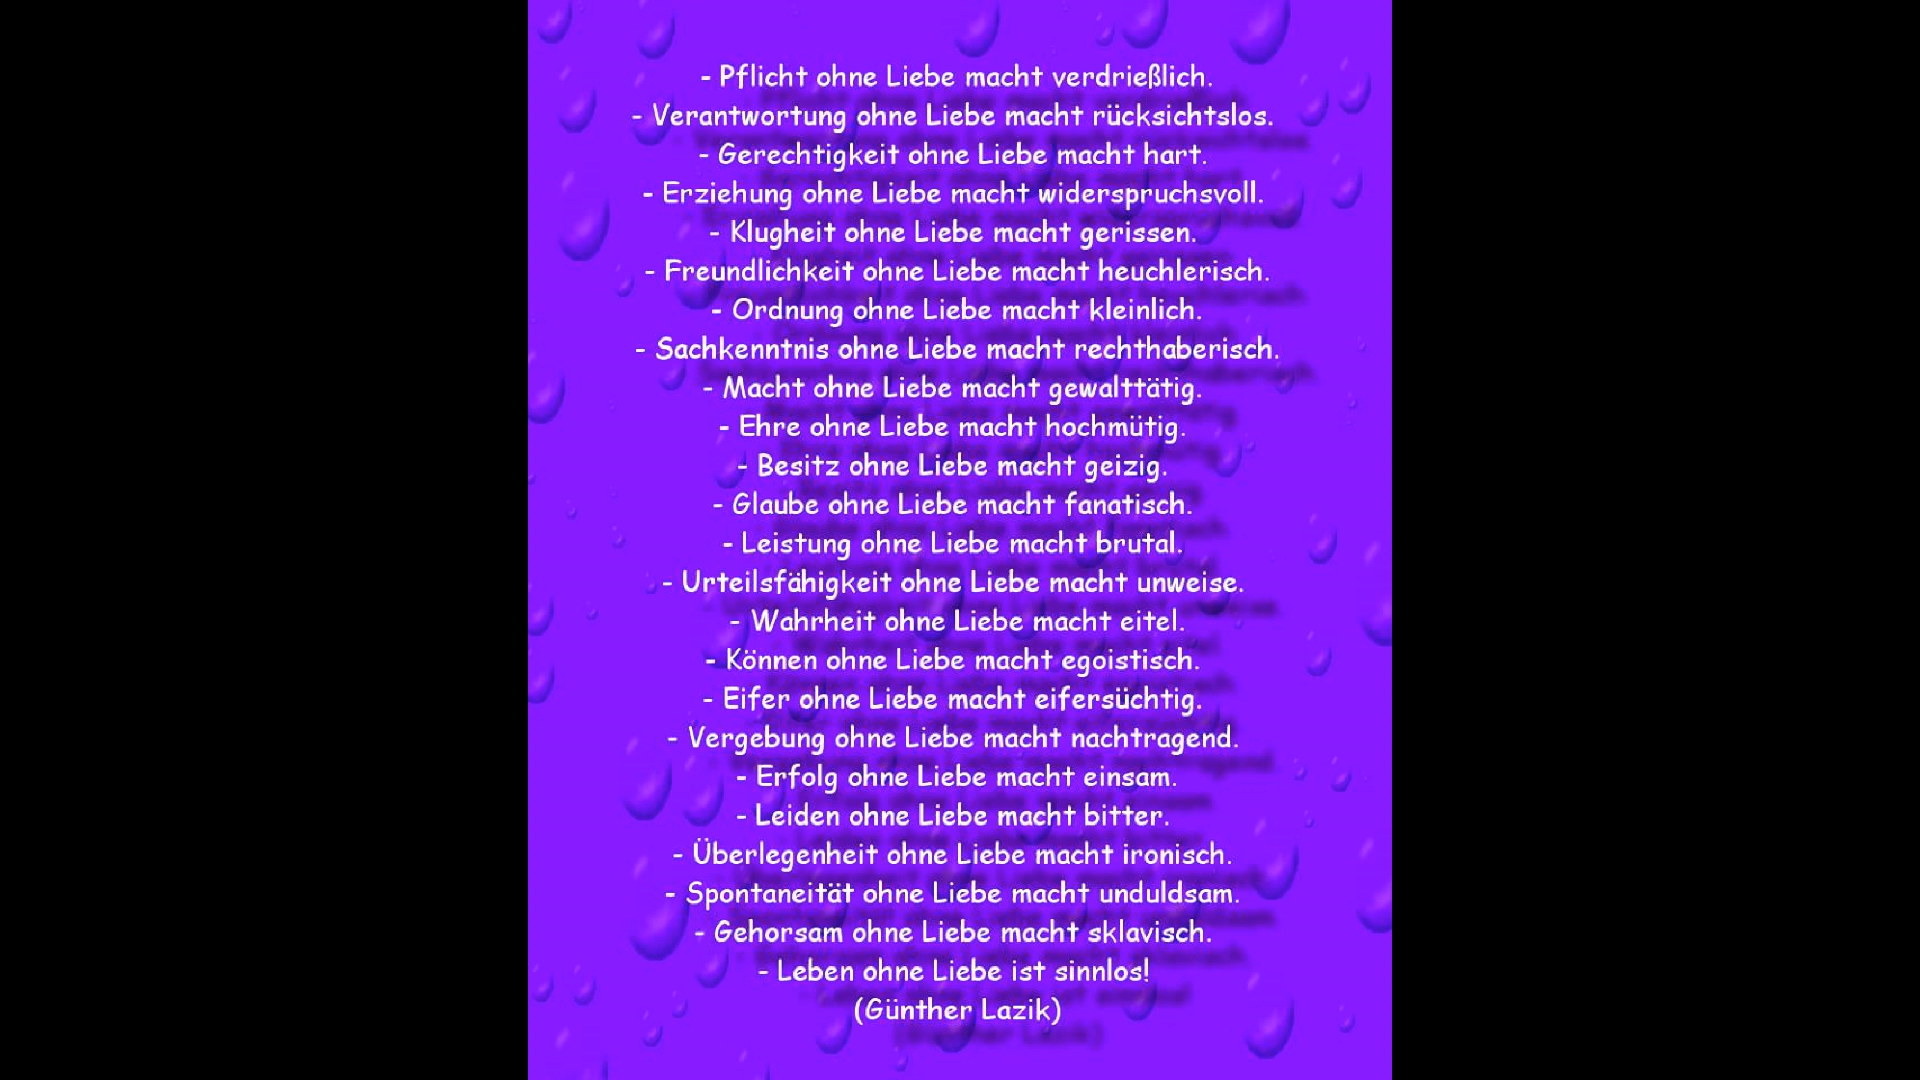 - Pflicht ohne Liebe macht verdrießlich.
- Verantwortung ohne Liebe macht rücksichtslos.
- Gerechtigkeit ohne Liebe macht hart.
- Erziehung ohne Liebe macht widerspruchsvoll.
- Klugheit ohne Liebe macht gerissen.
- Freundlichkeit ohne Liebe macht heuchlerisch.
- Ordnung ohne Liebe macht kleinlich.
- Sachkenntnis ohne Liebe macht rechthaberisch.
- Macht ohne Liebe macht gewalttätig.
- Ehre ohne Liebe macht hochmütig.
- Besitz ohne Liebe macht geizig.
- Glaube ohne Liebe macht fanatisch.
- Leistung ohne Liebe macht brutal.
- Urteilsfähigkeit ohne Liebe macht unweise.
- Wahrheit ohne Liebe macht eitel.
- Können ohne Liebe macht egoistisch.
- Eifer ohne Liebe macht eifersüchtig.
- Vergebung ohne Liebe macht nachtragend.
- Erfolg ohne Liebe macht einsam.
- Leiden ohne Liebe macht bitter.
- Überlegenheit ohne Liebe macht ironisch.
- Spontaneität ohne Liebe macht unduldsam.
- Gehorsam ohne Liebe macht sklavisch.
- Leben ohne Liebe ist sinnlos!
(Günther Lazik)